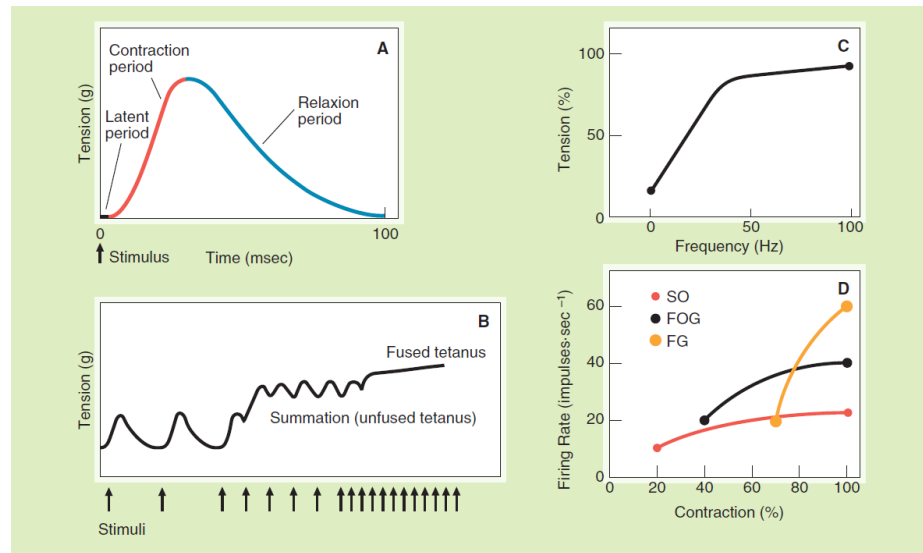 A
Contraction
period
Latent
period
Relaxion
period
Tension (g)
0
100
Stimulus
Time (msec)
B
Fused tetanus
Summation (unfused tetanus)
Tension (g)
Stimuli
C
100
50
0
Tension (%)
0
50
100
Frequency (Hz)
D
SO
FOG
FG
60
40
20
0
Firing Rate (impulses·sec⁻¹)
0
20
40
60
80
100
Contraction (%)